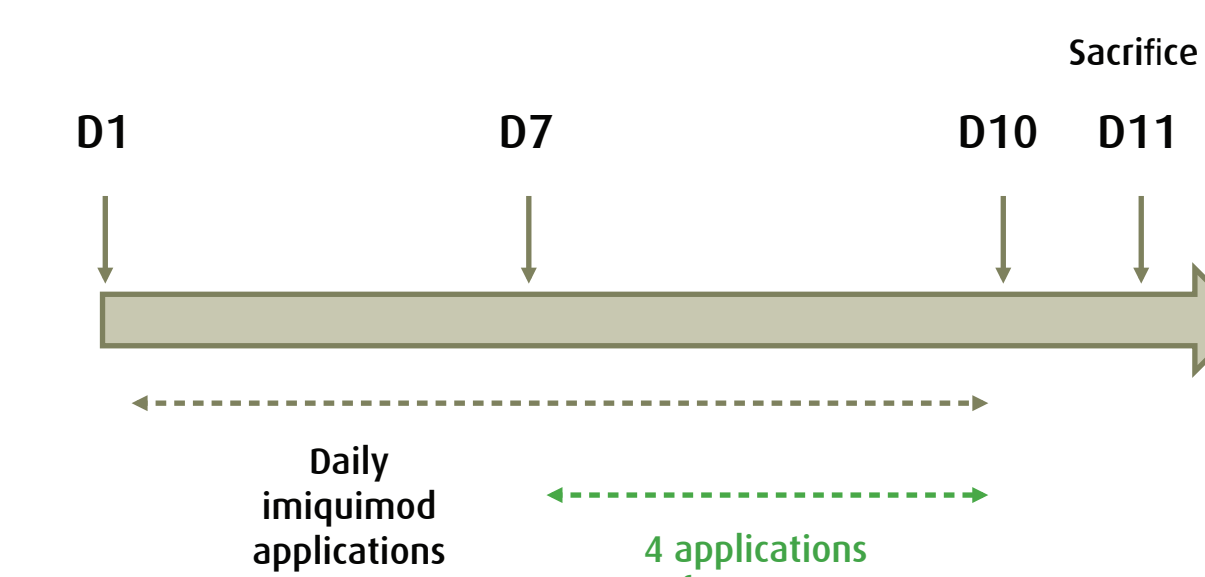 Sacrifice
D1 D7 D10 D11
Daily
imiquimod
applications
4 applications